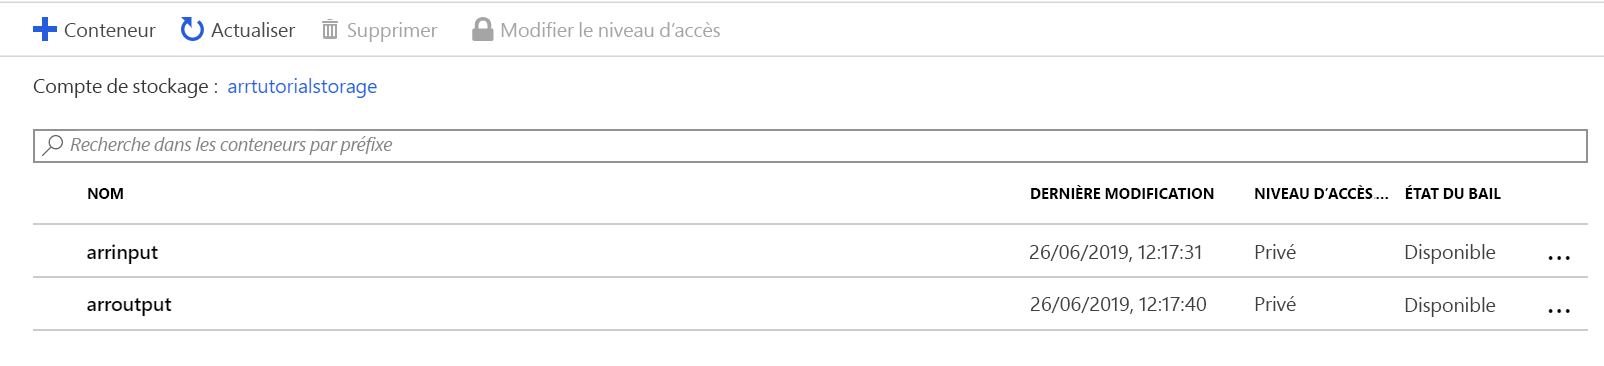 Conteneur Actualiser Supprimer Modifier le niveau d'accès
Compte de stockage : arrtutorialstorage
Recherche dans les conteneurs par préfixe
NOM DERNIÈRE MODIFICATION NIVEAU D'ACCÈS... ÉTAT DU BAIL
arrinput 26/06/2019, 12:17:31 Privé Disponible ...
arroutput 26/06/2019, 12:17:40 Privé Disponible ...